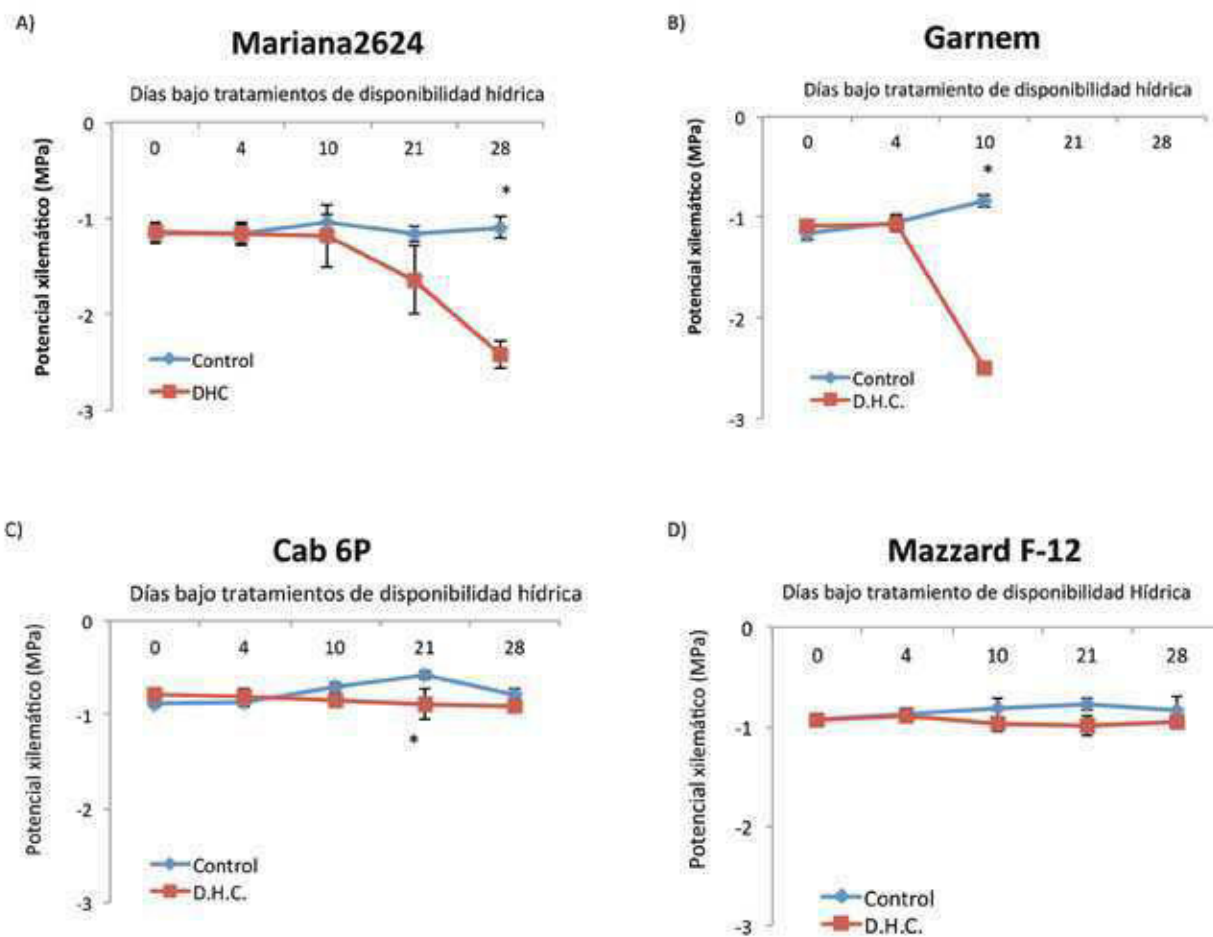 A)
Mariana2624
Días bajo tratamientos de disponibilidad hídrica
Potencial xilemático (MPa)
0
-1
-2
-3
0 4 10 21 28
*
Control
DHC
B)
Garnem
Días bajo tratamiento de disponibilidad hídrica
Potencial xilemático (MPa)
0
-1
-2
-3
0 4 10 21 28
*
Control
D.H.C.
C)
Cab 6P
Días bajo tratamientos de disponibilidad hídrica
Potencial xilemático (MPa)
0
-1
-2
-3
0 4 10 21 28
*
Control
D.H.C.
D)
Mazzard F-12
Días bajo tratamiento de disponibilidad Hídrica
Potencial xilemático (MPa)
0
-1
-2
-3
0 4 10 21 28
Control
D.H.C.